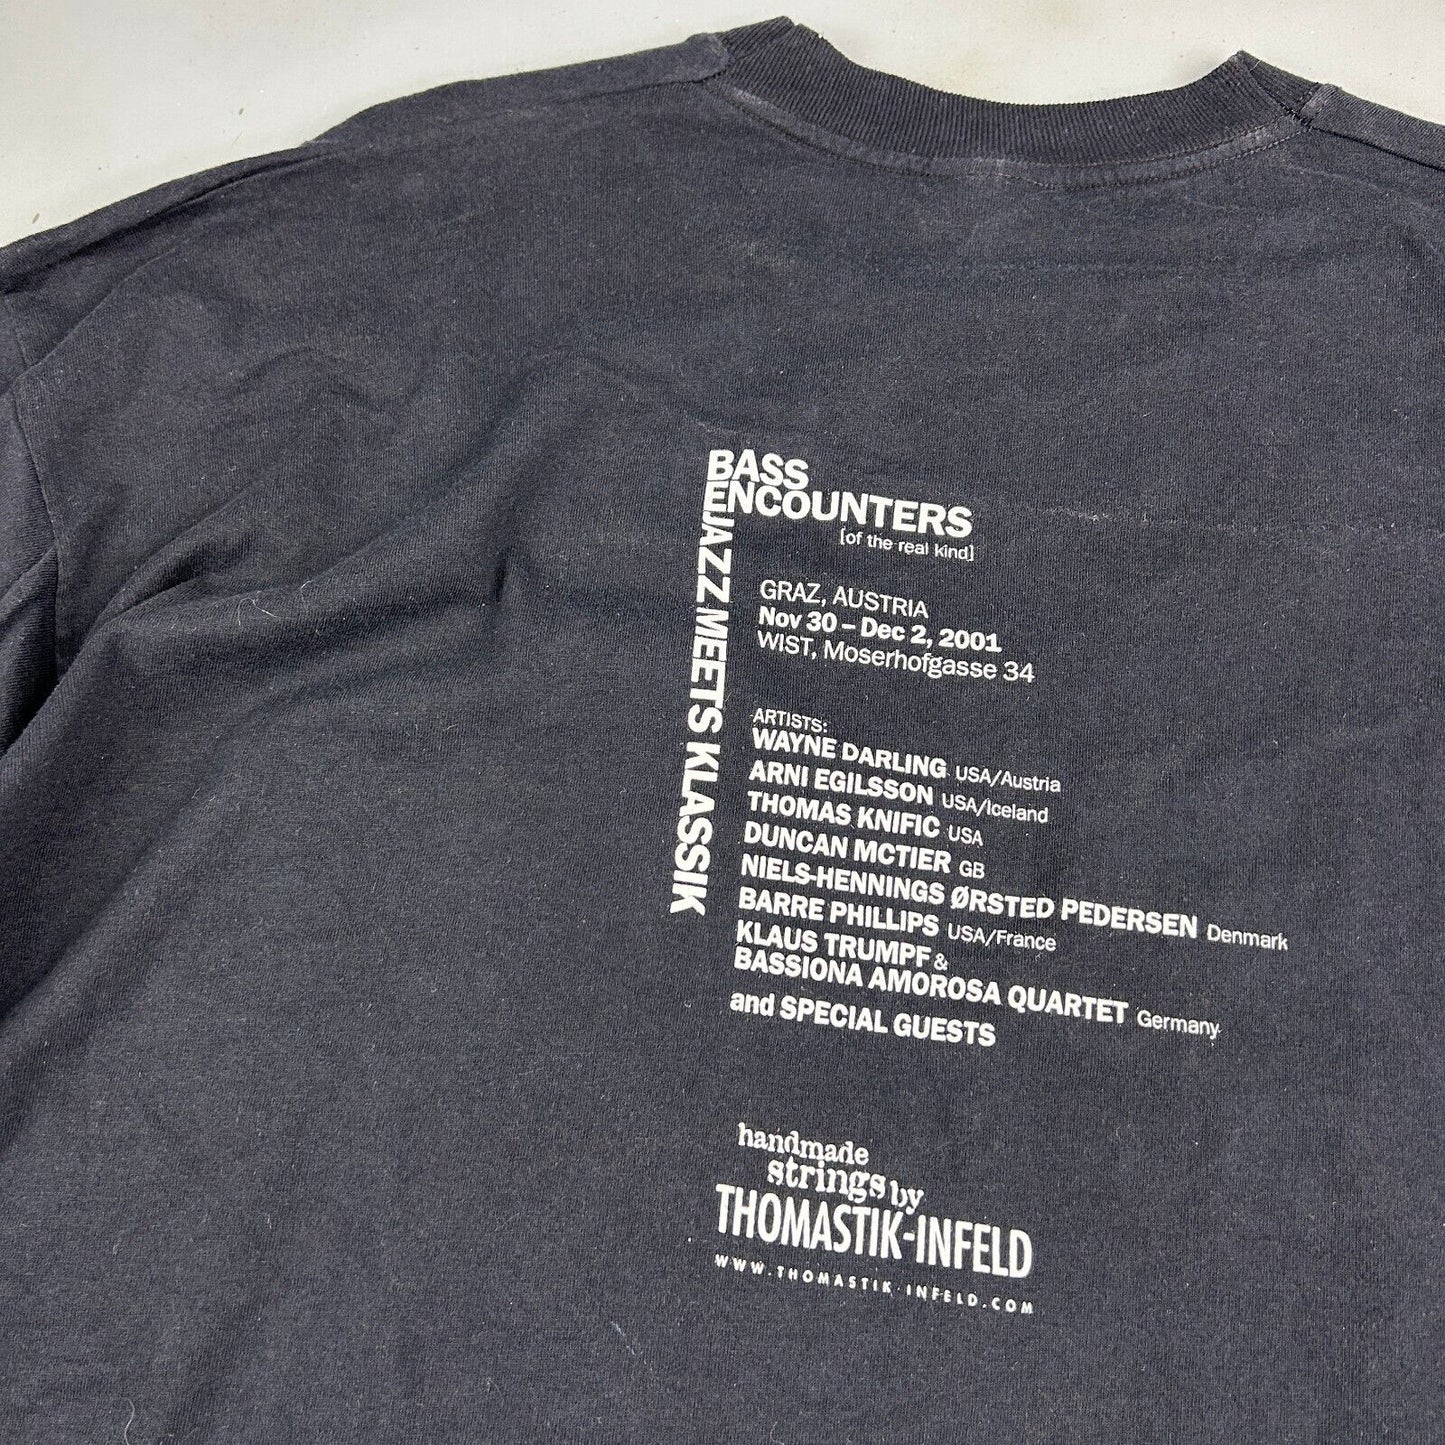 BASS
ENCOUNTERS
[of the real kind]
JAZZ MEETS KLASSIK
GRAZ, AUSTRIA
Nov 30 – Dec 2, 2001
WIST, Moserhofgasse 34
ARTISTS:
WAYNE DARLING USA/Austria
ARNI EGILSSON USA/Iceland
THOMAS KNIFIC USA
DUNCAN MCTIER GB
NIELS-HENNINGS ØRSTED PEDERSEN Denmark
BARRE PHILLIPS USA/France
KLAUS TRUMPF &
BASSIONA AMOROSA QUARTET Germany
and SPECIAL GUESTS
handmade
strings by
THOMASTIK-INFELD
WWW.THOMASTIK-INFELD.COM